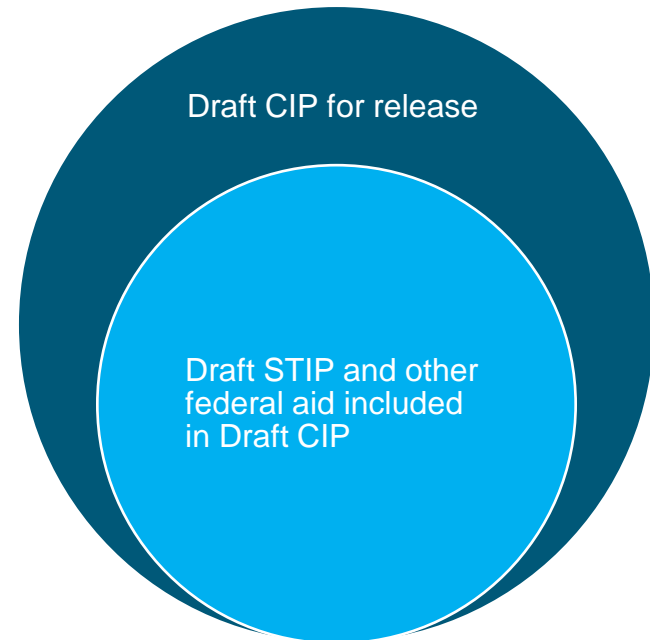 Draft CIP for release
Draft STIP and other
federal aid included
in Draft CIP